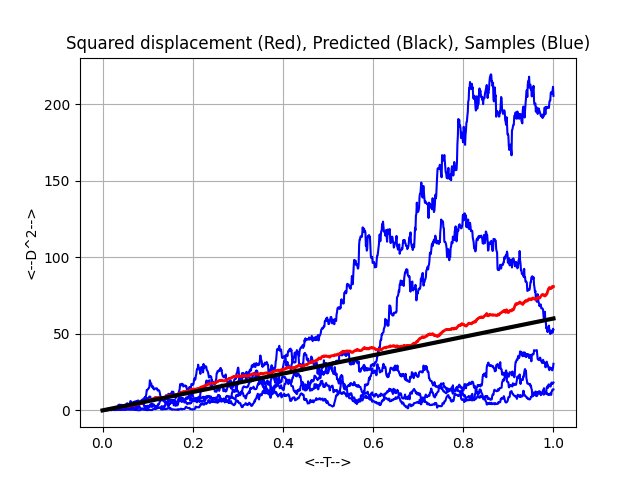 Squared displacement (Red), Predicted (Black), Samples (Blue)
200
150
100
50
0
<--D^2-->
0.0 0.2 0.4 0.6 0.8 1.0
<--T-->